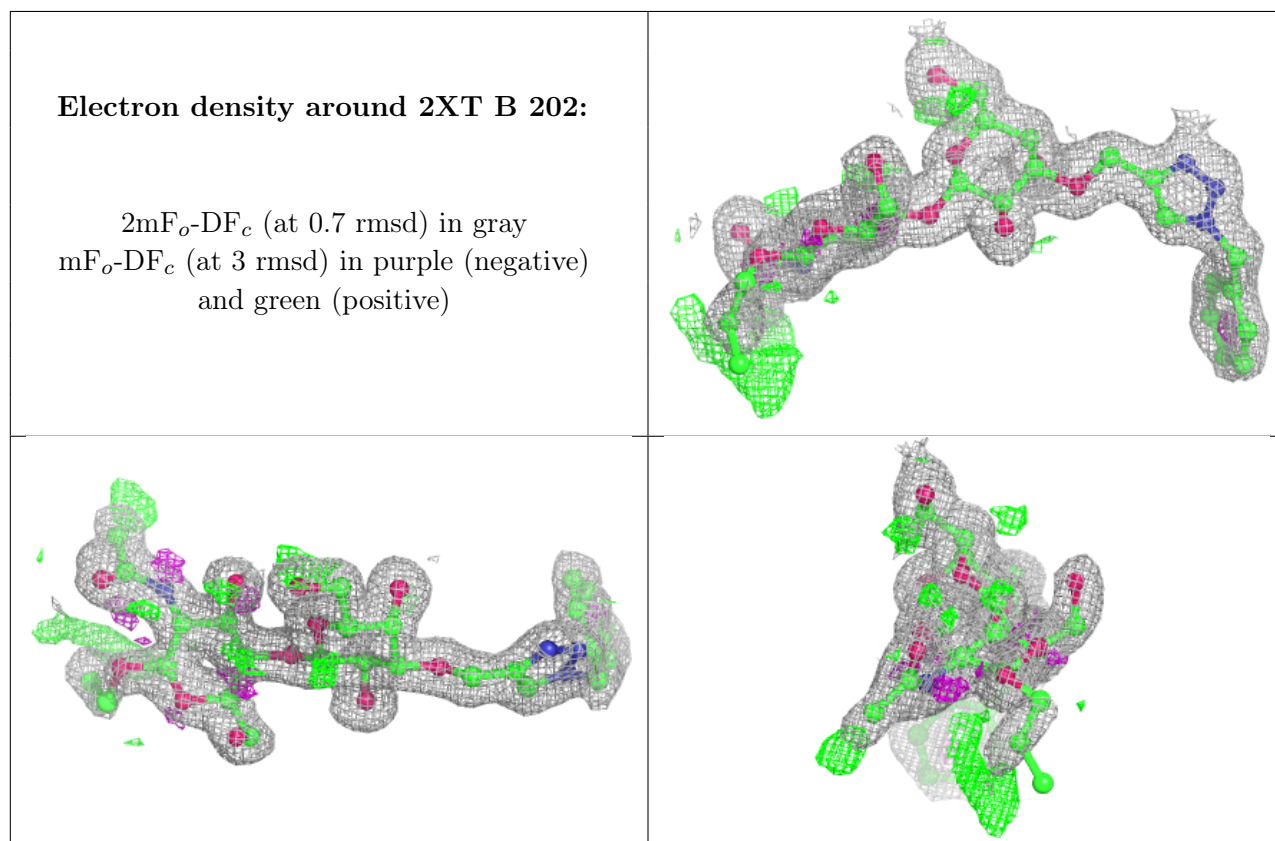 Electron density around 2XT B 202:
2mFo-DFc (at 0.7 rmsd) in gray
mFo-DFc (at 3 rmsd) in purple (negative)
and green (positive)